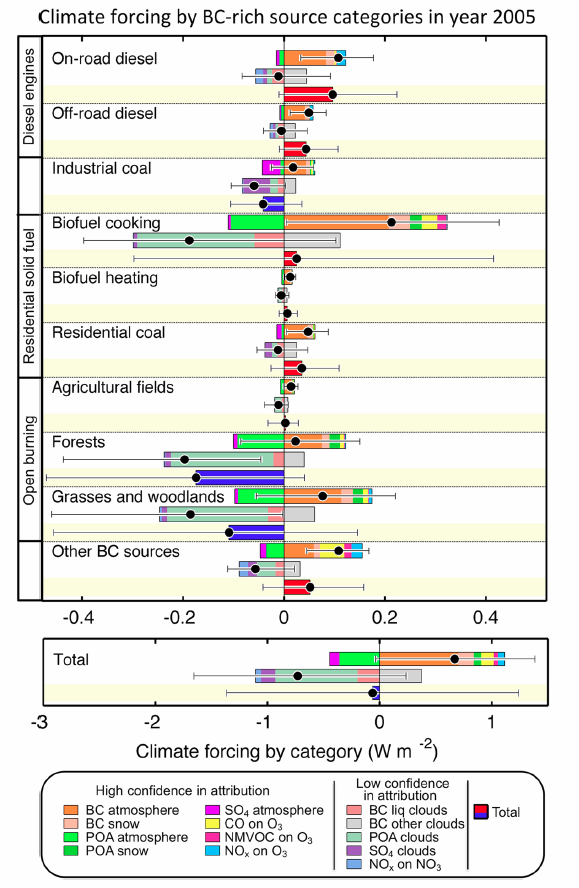 Climate forcing by BC-rich source categories in year 2005
Diesel engines
On-road diesel
Off-road diesel
Industrial coal
Residential solid fuel
Biofuel cooking
Biofuel heating
Residential coal
Open burning
Agricultural fields
Forests
Grasses and woodlands
Other BC sources
-0.4 -0.2 0 0.2 0.4
Total
-3 -2 -1 0 1
Climate forcing by category (W m -2)
High confidence in attribution
BC atmosphere
BC snow
POA atmosphere
POA snow
SO4 atmosphere
CO on O3
NMVOC on O3
NOx on O3
Low confidence
in attribution
BC liq clouds
BC other clouds
POA clouds
SO4 clouds
NOx on NO3
Total